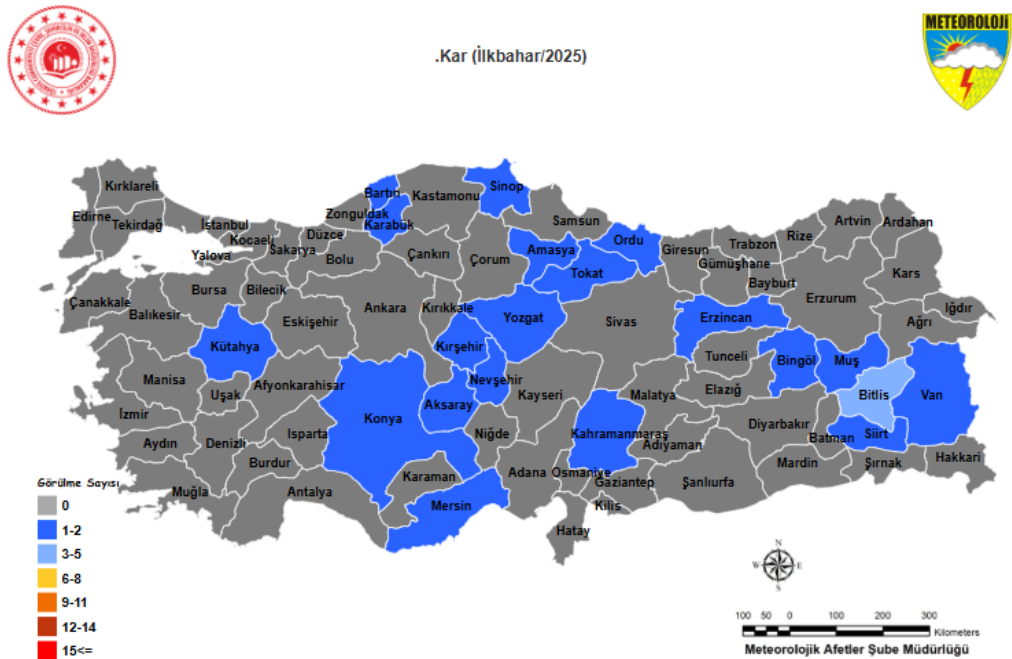 METEOROLOJİ
.Kar (İlkbahar/2025)
Kırklareli
Edirne
Tekirdağ
İstanbul
Kocaeli
Yalova
Sakarya
Düzce
Zonguldak
Bartın
Karabük
Kastamonu
Sinop
Samsun
Bolu
Çankırı
Çorum
Amasya
Ordu
Tokat
Giresun
Trabzon
Gümüşhane
Rize
Bayburt
Artvin
Ardahan
Kars
Erzurum
Iğdır
Ağrı
Çanakkale
Balıkesir
Bursa
Bilecik
Eskişehir
Ankara
Kırıkkale
Yozgat
Sivas
Erzincan
Kütahya
Kırşehir
Nevşehir
Tunceli
Bingöl
Muş
Manisa
Uşak
Afyonkarahisar
Konya
Aksaray
Kayseri
Malatya
Elazığ
Bitlis
Van
İzmir
Aydın
Denizli
Isparta
Burdur
Niğde
Kahramanmaraş
Adıyaman
Diyarbakır
Batman
Siirt
Muğla
Antalya
Karaman
Mersin
Adana
Osmaniye
Gaziantep
Kilis
Hatay
Şanlıurfa
Mardin
Şırnak
Hakkari
Görülme Sayısı
0
1-2
3-5
6-8
9-11
12-14
15<=
N
W
E
S
100 50 0 100 200 300
Kilometers
Meteorolojik Afetler Şube Müdürlüğü